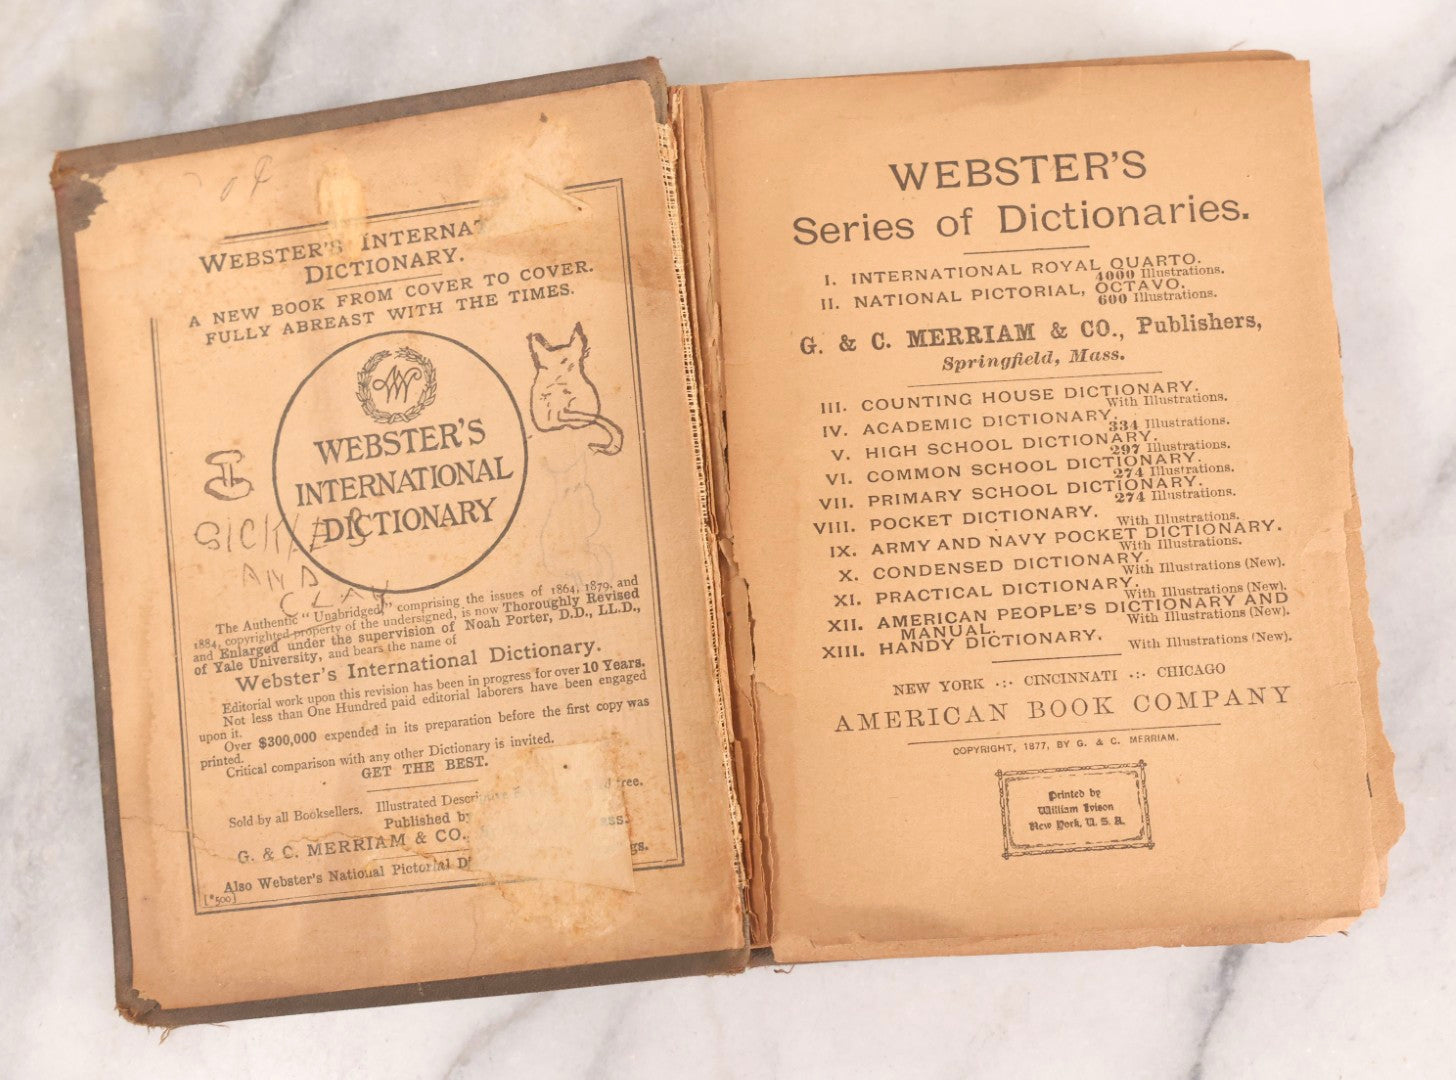 WEBSTER'S INTERNAT
DICTIONARY.
A NEW BOOK FROM COVER TO COVER.
FULLY ABREAST WITH THE TIMES.
W
WEBSTER'S
INTERNATIONAL
DICTIONARY
AND
CLAY
The Authentic "Unabridged," comprising the issues of 1864, 1879, and
1884, copyrighted property of the undersigned, is now Thoroughly Revised
and Enlarged under the supervision of Noah Porter, D.D., LL.D.,
of Yale University, and bears the name of
Webster's International Dictionary.
Editorial work upon this revision has been in progress for over 10 Years.
Not less than One Hundred paid editorial laborers have been engaged
upon it.
Over $300,000 expended in its preparation before the first copy was
printed.
Critical comparison with any other Dictionary is invited.
GET THE BEST.
Sold by all Booksellers. Illustrated Descrip
Published by
G. & C. MERRIAM & CO.,
Also Webster's National Pictorial Di
[*500]
WEBSTER'S
Series of Dictionaries.
I. INTERNATIONAL ROYAL QUARTO.
4000 Illustrations.
II. NATIONAL PICTORIAL, OCTAVO.
600 Illustrations.
G. & C. MERRIAM & CO., Publishers,
Springfield, Mass.
III. COUNTING HOUSE DICTIONARY.
With Illustrations.
IV. ACADEMIC DICTIONARY.
334 Illustrations.
V. HIGH SCHOOL DICTIONARY.
297 Illustrations.
VI. COMMON SCHOOL DICTIONARY.
274 Illustrations.
VII. PRIMARY SCHOOL DICTIONARY.
274 Illustrations.
VIII. POCKET DICTIONARY.
With Illustrations.
IX. ARMY AND NAVY POCKET DICTIONARY.
With Illustrations.
X. CONDENSED DICTIONARY.
With Illustrations (New).
XI. PRACTICAL DICTIONARY.
With Illustrations (New).
XII. AMERICAN PEOPLE'S DICTIONARY AND
MANUAL.
With Illustrations (New).
XIII. HANDY DICTIONARY.
With Illustrations (New).
NEW YORK ·:· CINCINNATI ·:· CHICAGO
AMERICAN BOOK COMPANY
COPYRIGHT, 1877, BY G. & C. MERRIAM.
Printed by
William Ivison
New York, U. S. A.